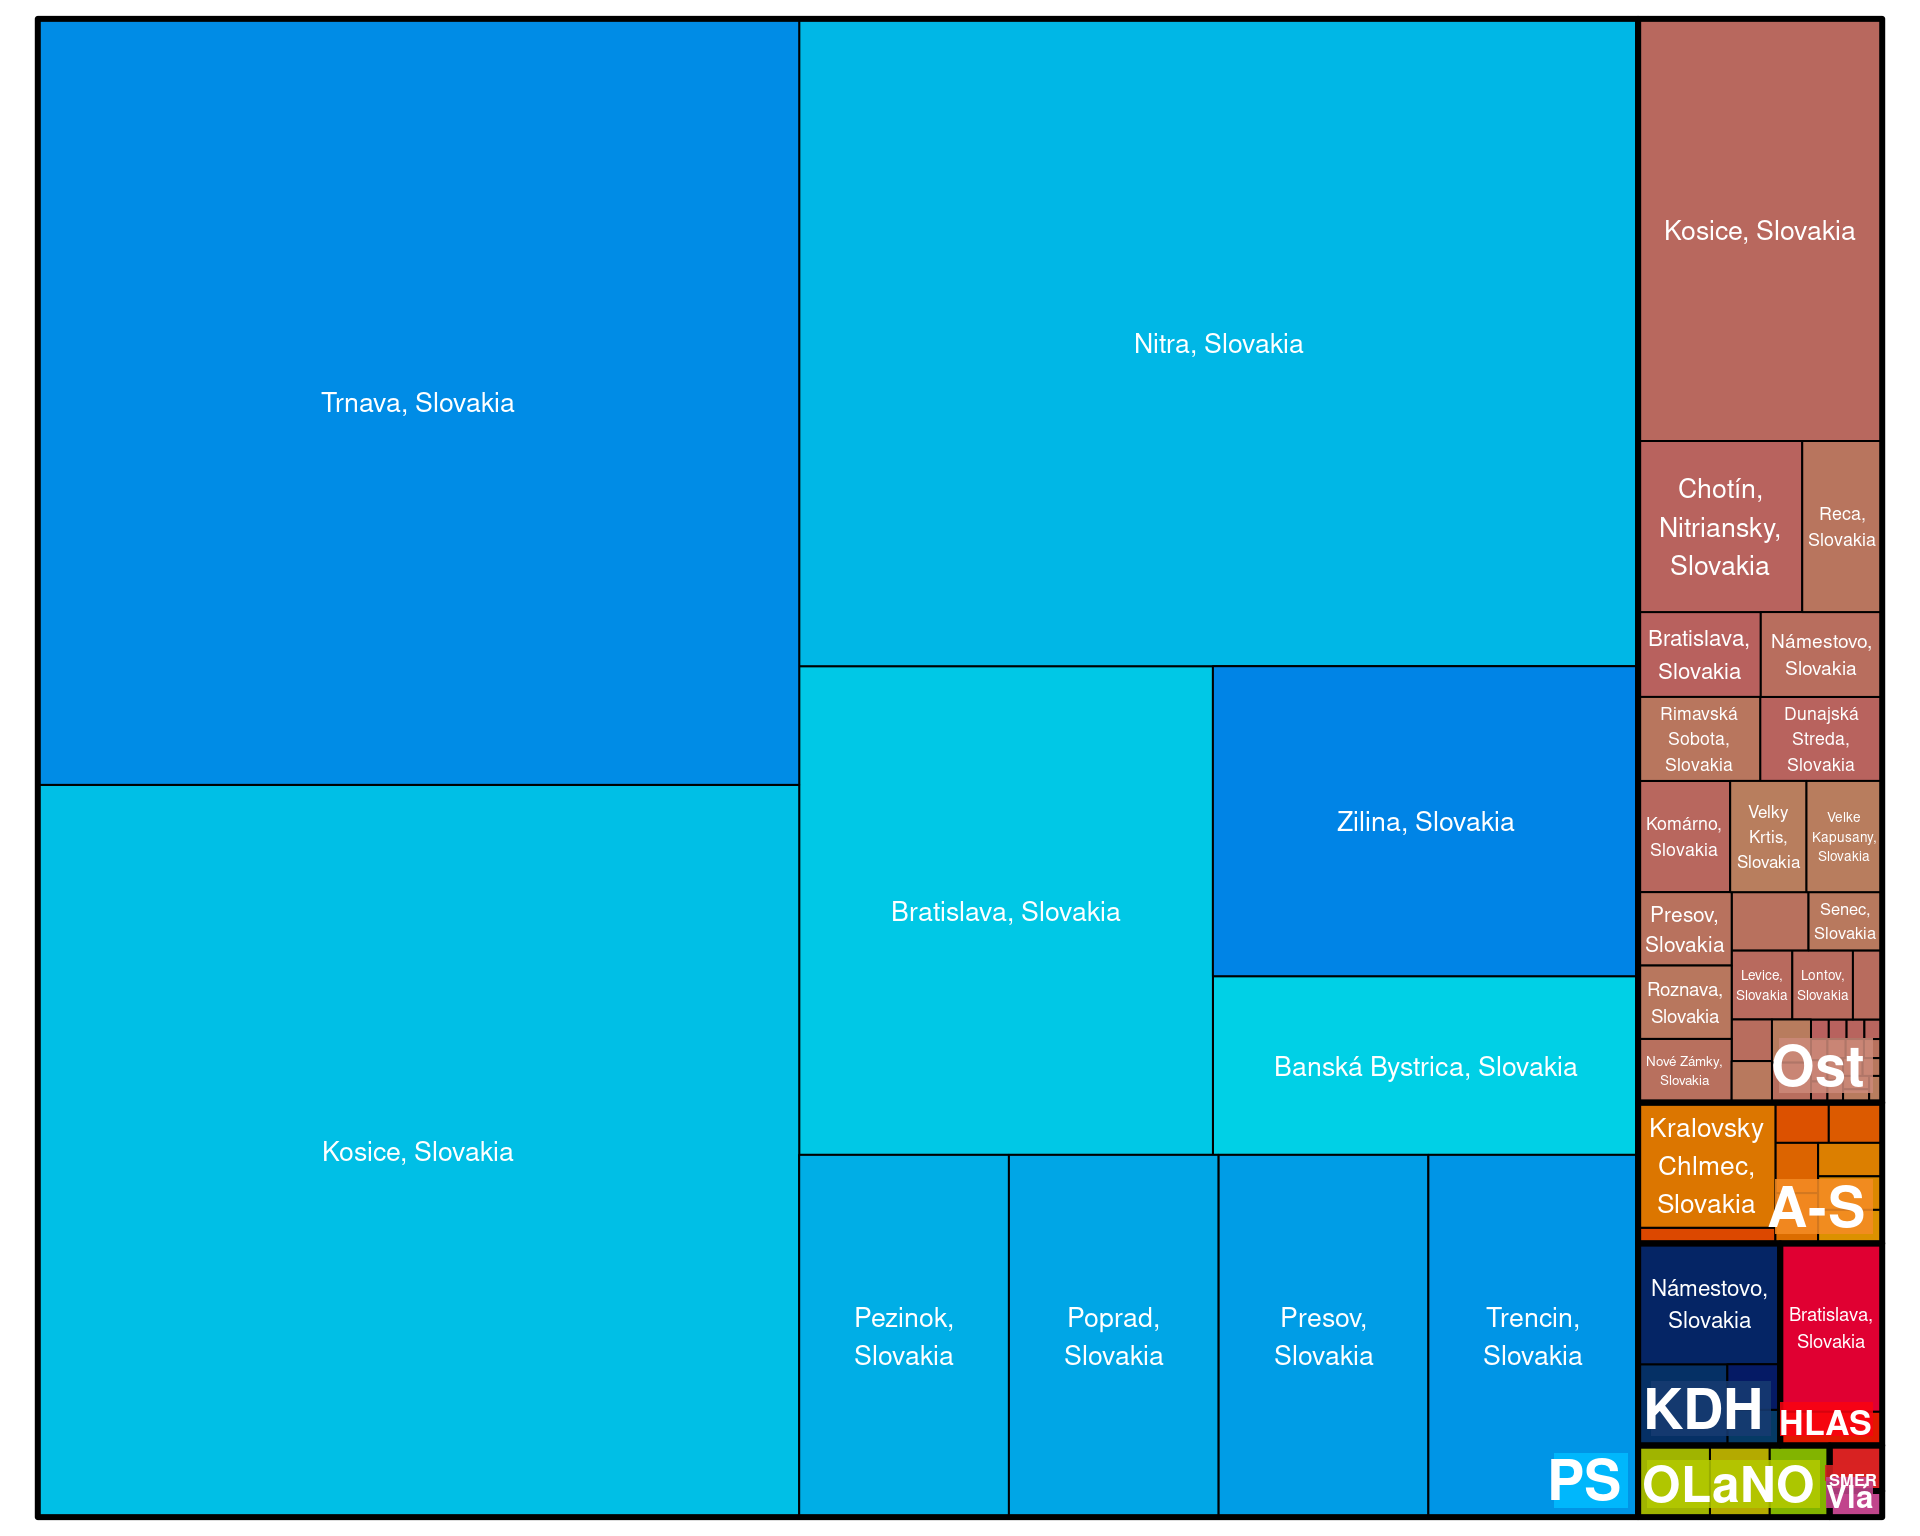 Trnava, Slovakia
Nitra, Slovakia
Kosice, Slovakia
Bratislava, Slovakia
Zilina, Slovakia
Banská Bystrica, Slovakia
Pezinok,
Slovakia
Poprad,
Slovakia
Presov,
Slovakia
Trencin,
Slovakia
PS
Kosice, Slovakia
Chotín,
Nitriansky,
Slovakia
Reca,
Slovakia
Bratislava,
Slovakia
Námestovo,
Slovakia
Rimavská
Sobota,
Slovakia
Dunajská
Streda,
Slovakia
Komárno,
Slovakia
Velky
Krtis,
Slovakia
Velke
Kapusany,
Slovakia
Presov,
Slovakia
Senec,
Slovakia
Roznava,
Slovakia
Levice,
Slovakia
Lontov,
Slovakia
Nové Zámky,
Slovakia
Ost
Kralovsky
Chlmec,
Slovakia
A-S
Námestovo,
Slovakia
KDH
Bratislava,
Slovakia
HLAS
OLaNO
SMER
Vlá